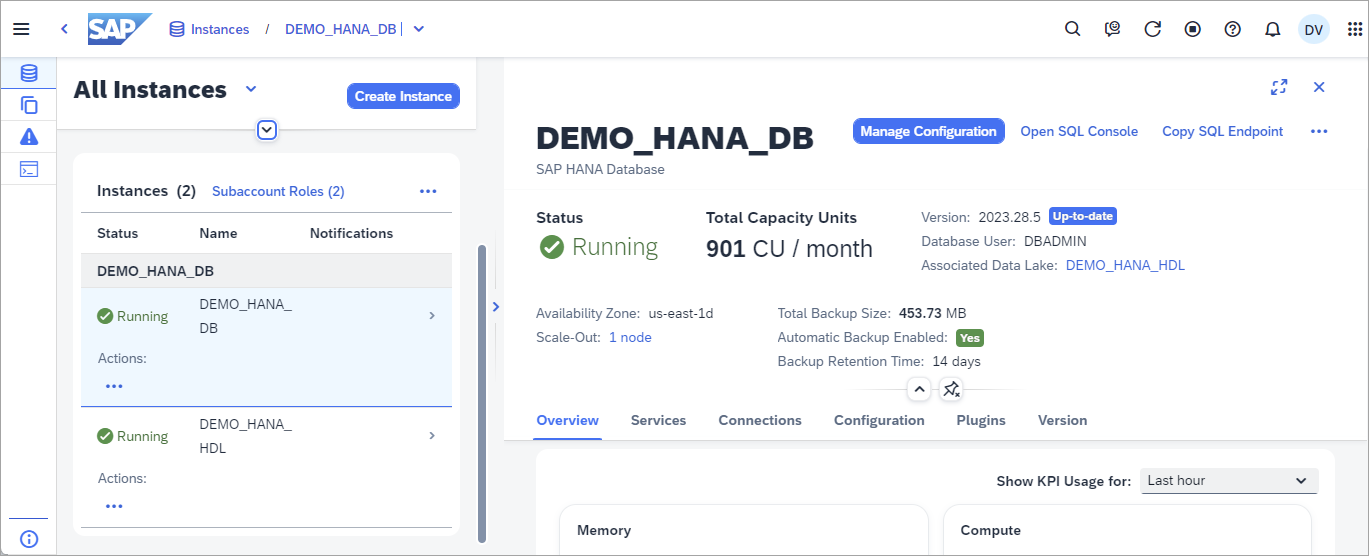 SAP Instances / DEMO_HANA_DB
DV
All Instances
Create Instance
Instances (2) Subaccount Roles (2)
Status Name Notifications
DEMO_HANA_DB
Running
DEMO_HANA_
DB
Actions:
Running
DEMO_HANA_
HDL
Actions:
DEMO_HANA_DB
SAP HANA Database
Manage Configuration Open SQL Console Copy SQL Endpoint
Status
Running
Total Capacity Units
901 CU / month
Version: 2023.28.5 Up-to-date
Database User: DBADMIN
Associated Data Lake: DEMO_HANA_HDL
Availability Zone: us-east-1d
Scale-Out: 1 node
Total Backup Size: 453.73 MB
Automatic Backup Enabled: Yes
Backup Retention Time: 14 days
Overview Services Connections Configuration Plugins Version
Show KPI Usage for: Last hour
Memory
Compute